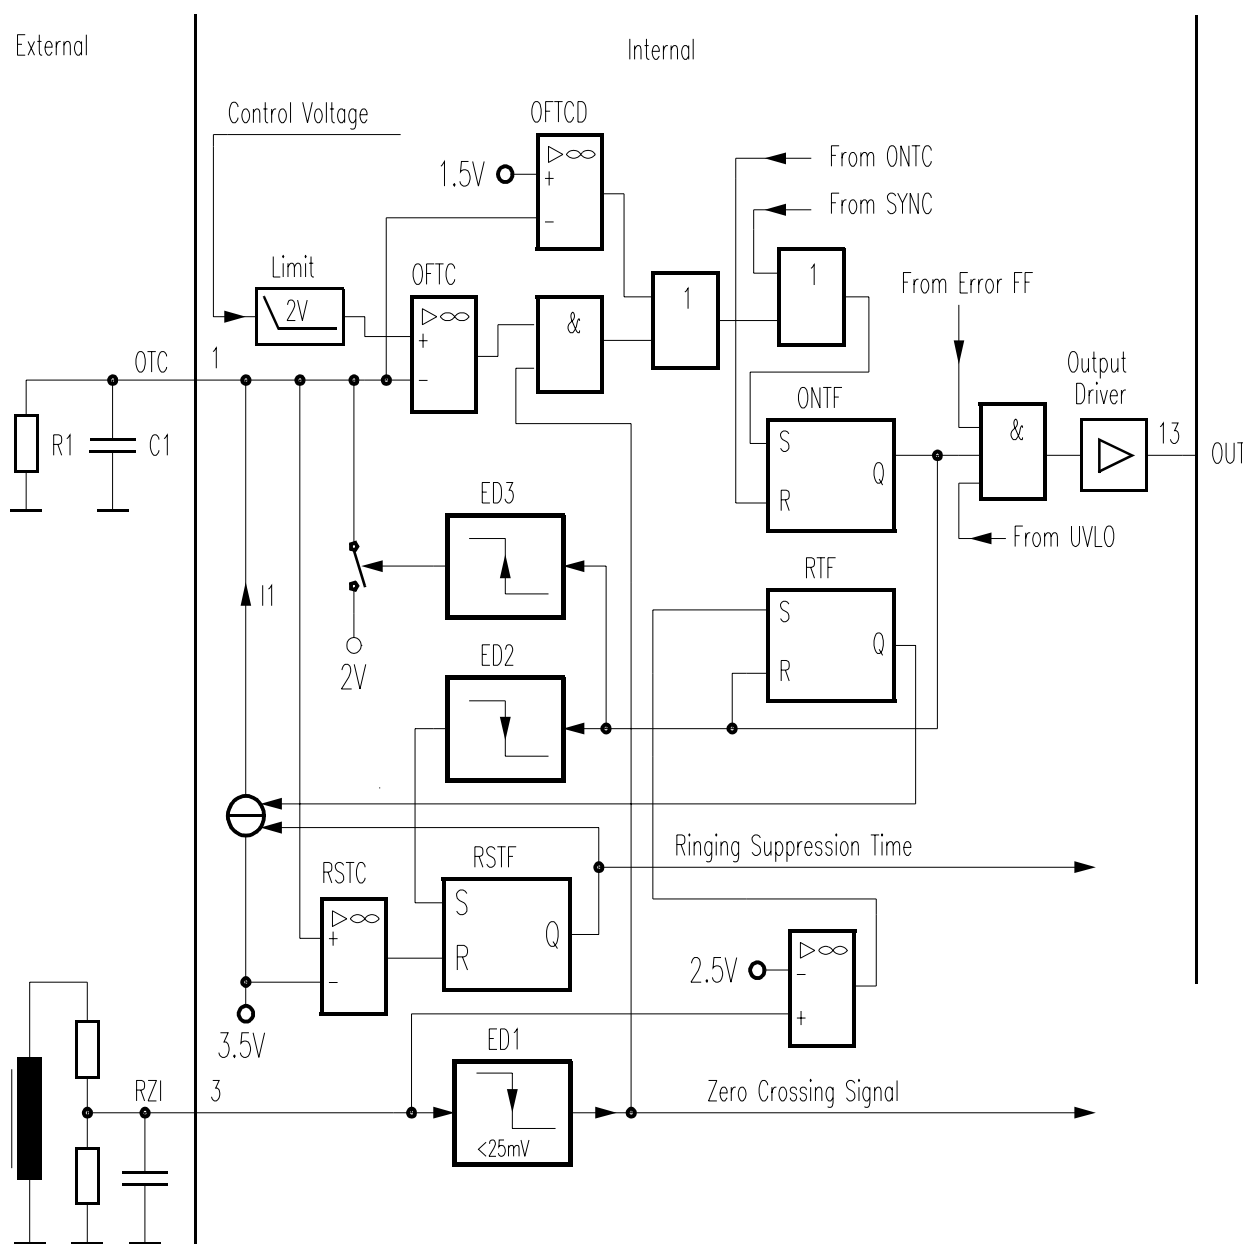 External
Internal
Control Voltage
OFTCD
1.5V
+
−
From ONTC
From SYNC
Limit
2V
OFTC
+
−
&
1
1
From Error FF
OTC
1
R1
C1
Output
Driver
ONTF
S
R
Q
&
13
OUT
From UVLO
ED3
I1
2V
ED2
RTF
S
R
Q
Ringing Suppression Time
RSTC
+
−
RSTF
S
R
Q
3.5V
2.5V
−
+
ED1
<25mV
RZI
3
Zero Crossing Signal